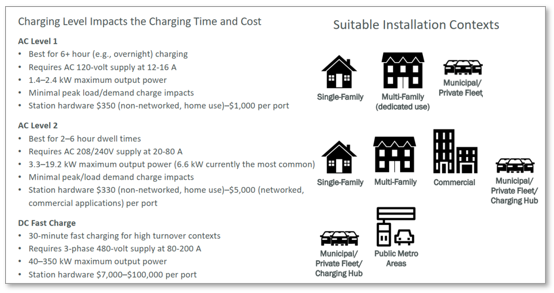 Charging Level Impacts the Charging Time and Cost
AC Level 1
• Best for 6+ hour (e.g., overnight) charging
• Requires AC 120-volt supply at 12-16 A
• 1.4–2.4 kW maximum output power
• Minimal peak load/demand charge impacts
• Station hardware $350 (non-networked, home use)–$1,000 per port
AC Level 2
• Best for 2–6 hour dwell times
• Requires AC 208/240V supply at 20-80 A
• 3.3–19.2 kW maximum output power (6.6 kW currently the most common)
• Minimal peak/load demand charge impacts
• Station hardware $330 (non-networked, home use)–$5,000 (networked,
commercial applications) per port
DC Fast Charge
• 30-minute fast charging for high turnover contexts
• Requires 3-phase 480-volt supply at 80-200 A
• 40–350 kW maximum output power
• Station hardware $7,000–$100,000 per port
Suitable Installation Contexts
Single-Family
Multi-Family
(dedicated use)
Municipal/
Private Fleet
Single-Family
Multi-Family
Commercial
Municipal/
Private Fleet/
Charging Hub
Municipal/
Private Fleet/
Charging Hub
Public Metro
Areas